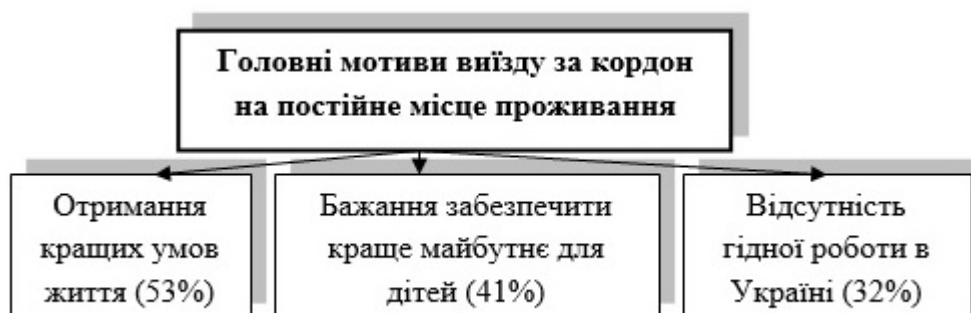 Головні мотиви виїзду за кордон
на постійне місце проживання
Отримання
кращих умов
життя (53%)
Бажання забезпечити
краще майбутнє для
дітей (41%)
Відсутність
гідної роботи в
Україні (32%)